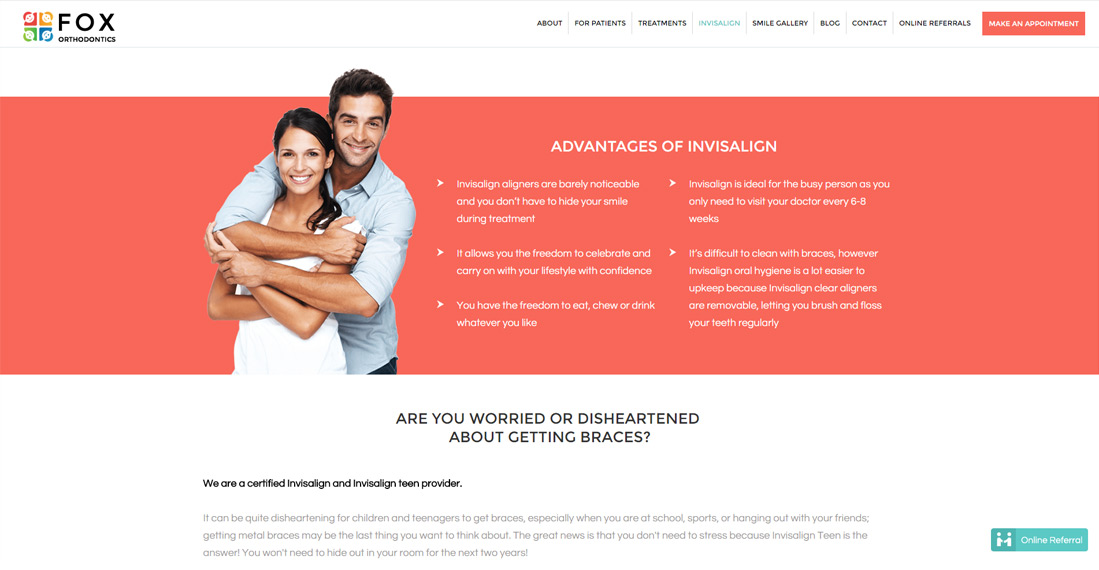 FOX
ORTHODONTICS
ABOUT
FOR PATIENTS
TREATMENTS
INVISALIGN
SMILE GALLERY
BLOG
CONTACT
ONLINE REFERRALS
MAKE AN APPOINTMENT
ADVANTAGES OF INVISALIGN
Invisalign aligners are barely noticeable
and you don't have to hide your smile
during treatment
It allows you the freedom to celebrate and
carry on with your lifestyle with confidence
You have the freedom to eat, chew or drink
whatever you like
Invisalign is ideal for the busy person as you
only need to visit your doctor every 6-8
weeks
It's difficult to clean with braces, however
Invisalign oral hygiene is a lot easier to
upkeep because Invisalign clear aligners
are removable, letting you brush and floss
your teeth regularly
ARE YOU WORRIED OR DISHEARTENED
ABOUT GETTING BRACES?
We are a certified Invisalign and Invisalign teen provider.
It can be quite disheartening for children and teenagers to get braces, especially when you are at school, sports, or hanging out with your friends;
getting metal braces may be the last thing you want to think about. The great news is that you don't need to stress because Invisalign Teen is the
answer! You won't need to hide out in your room for the next two years!
Online Referral